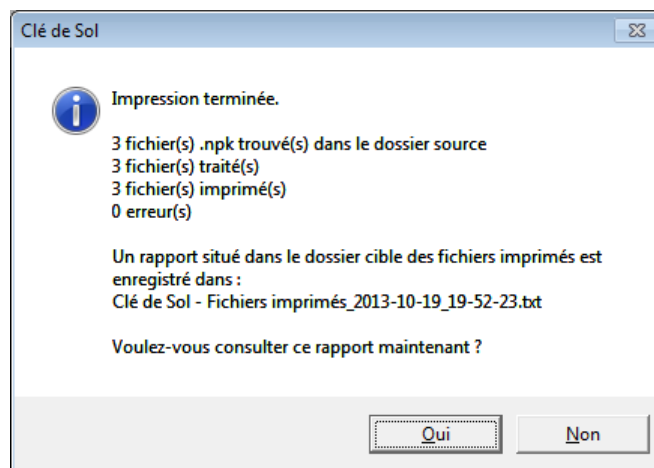 Clé de Sol
Impression terminée.
3 fichier(s) .npk trouvé(s) dans le dossier source
3 fichier(s) traité(s)
3 fichier(s) imprimé(s)
0 erreur(s)
Un rapport situé dans le dossier cible des fichiers imprimés est
enregistré dans :
Clé de Sol - Fichiers imprimés_2013-10-19_19-52-23.txt
Voulez-vous consulter ce rapport maintenant ?
Oui
Non